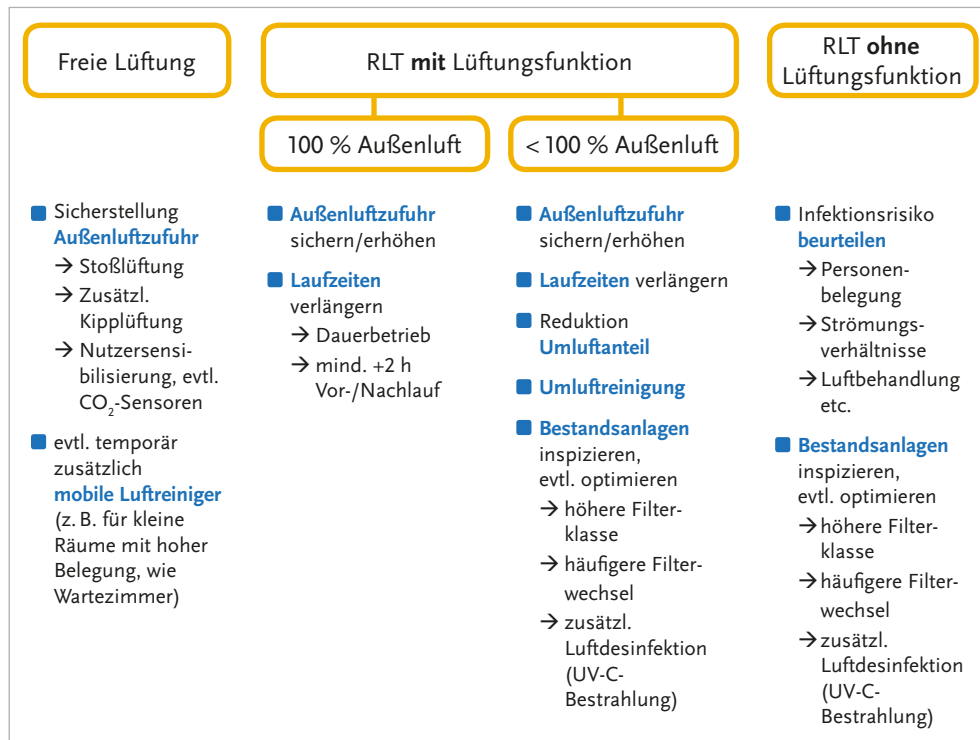 Freie Lüftung
RLT mit Lüftungsfunktion
100 % Außenluft
< 100 % Außenluft
RLT ohne
Lüftungsfunktion
Sicherstellung
Außenluftzufuhr
→ Stoßlüftung
→ Zusätzl.
Kipplüftung
→ Nutzersensi-
bilisierung, evtl.
CO₂-Sensoren
evtl. temporär
zusätzlich
mobile Luftreiniger
(z. B. für kleine
Räume mit hoher
Belegung, wie
Wartezimmer)
Außenluftzufuhr
sichern/erhöhen
Laufzeiten
verlängern
→ Dauerbetrieb
→ mind. +2 h
Vor-/Nachlauf
Außenluftzufuhr
sichern/erhöhen
Laufzeiten verlängern
Reduktion
Umluftanteil
Umluftreinigung
Bestandsanlagen
inspizieren,
evtl. optimieren
→ höhere Filter-
klasse
→ häufigere Filter-
wechsel
→ zusätzl.
Luftdesinfektion
(UV-C-
Bestrahlung)
Infektionsrisiko
beurteilen
→ Personen-
belegung
→ Strömungs-
verhältnisse
→ Luftbehandlung
etc.
Bestandsanlagen
inspizieren,
evtl. optimieren
→ höhere Filter-
klasse
→ häufigere Filter-
wechsel
→ zusätzl.
Luftdesinfektion
(UV-C-
Bestrahlung)